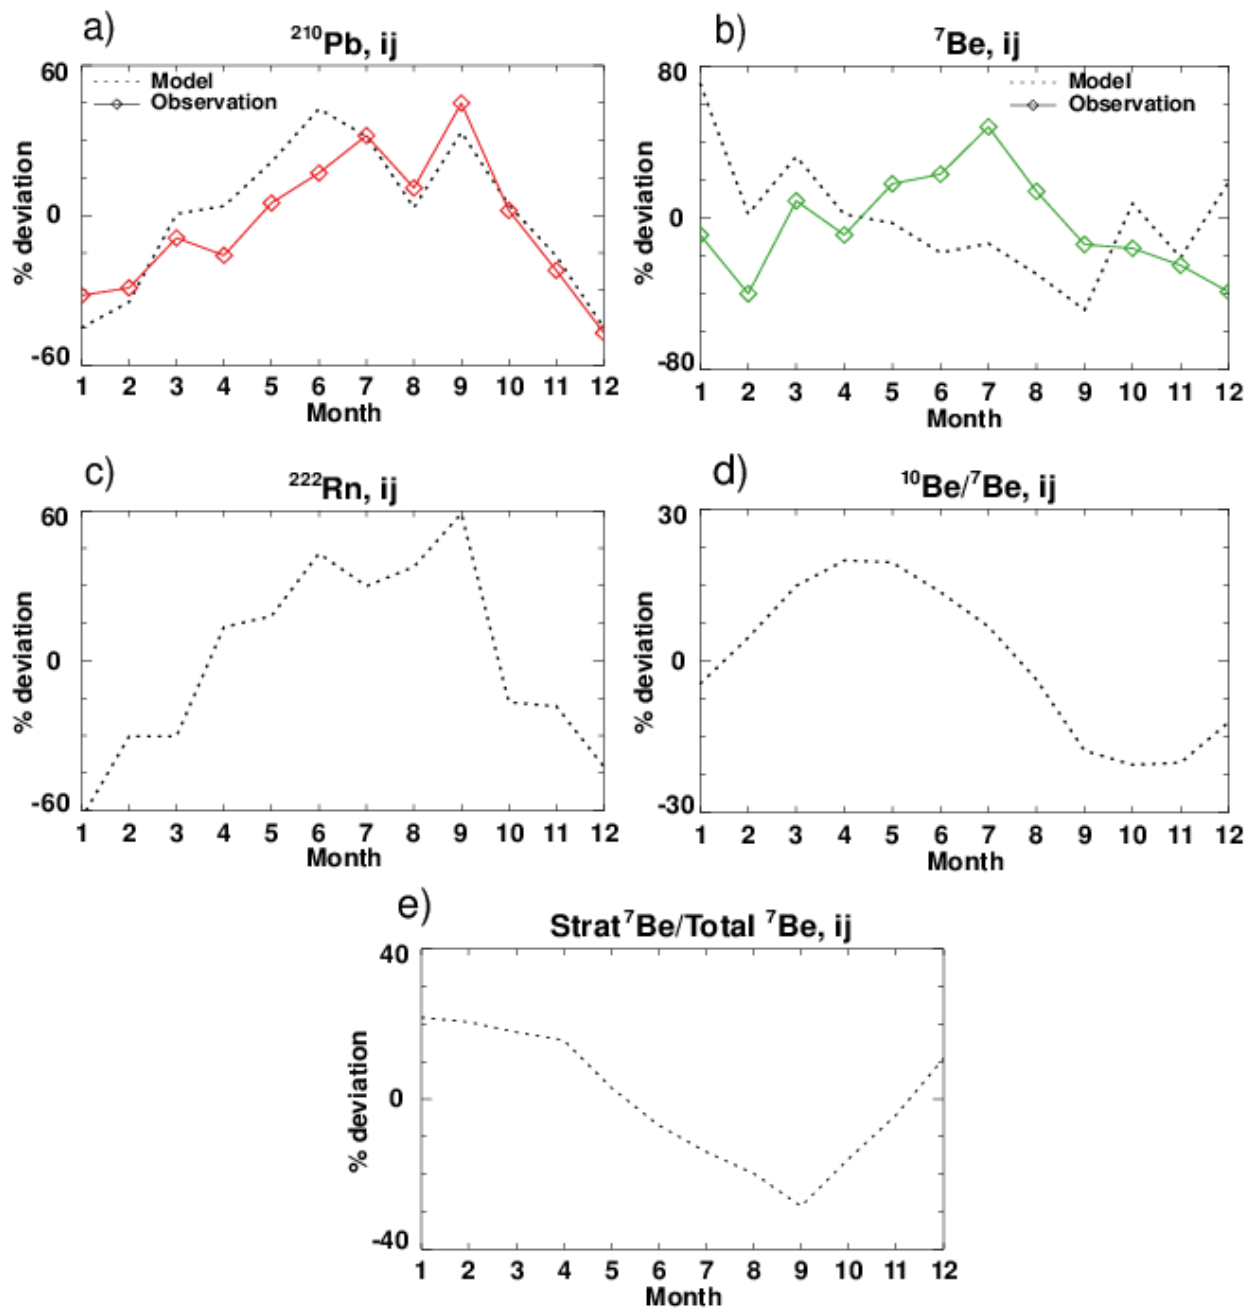 a)
²¹⁰Pb, ij
60
0
-60
% deviation
Model
Observation
1 2 3 4 5 6 7 8 9 10 11 12
Month
b)
⁷Be, ij
80
0
-80
% deviation
Model
Observation
1 2 3 4 5 6 7 8 9 10 11 12
Month
c)
²²²Rn, ij
60
0
-60
% deviation
1 2 3 4 5 6 7 8 9 10 11 12
Month
d)
¹⁰Be/⁷Be, ij
30
0
-30
% deviation
1 2 3 4 5 6 7 8 9 10 11 12
Month
e)
Strat⁷Be/Total ⁷Be, ij
40
0
-40
% deviation
1 2 3 4 5 6 7 8 9 10 11 12
Month